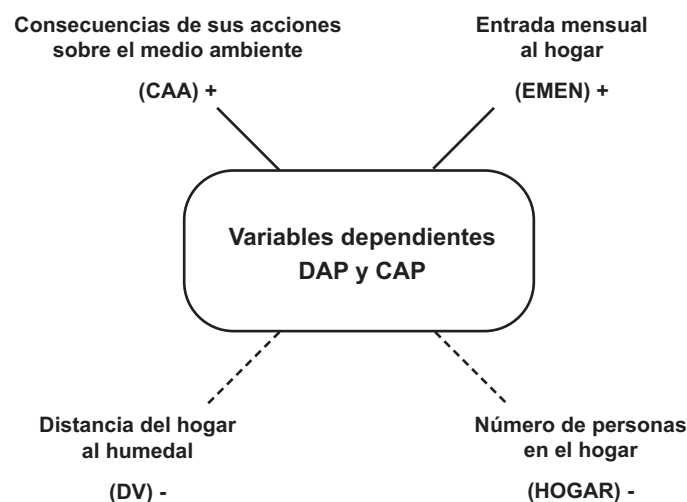 Consecuencias de sus acciones
sobre el medio ambiente
(CAA) +
Entrada mensual
al hogar
(EMEN) +
Variables dependientes
DAP y CAP
Distancia del hogar
al humedal
(DV) -
Número de personas
en el hogar
(HOGAR) -